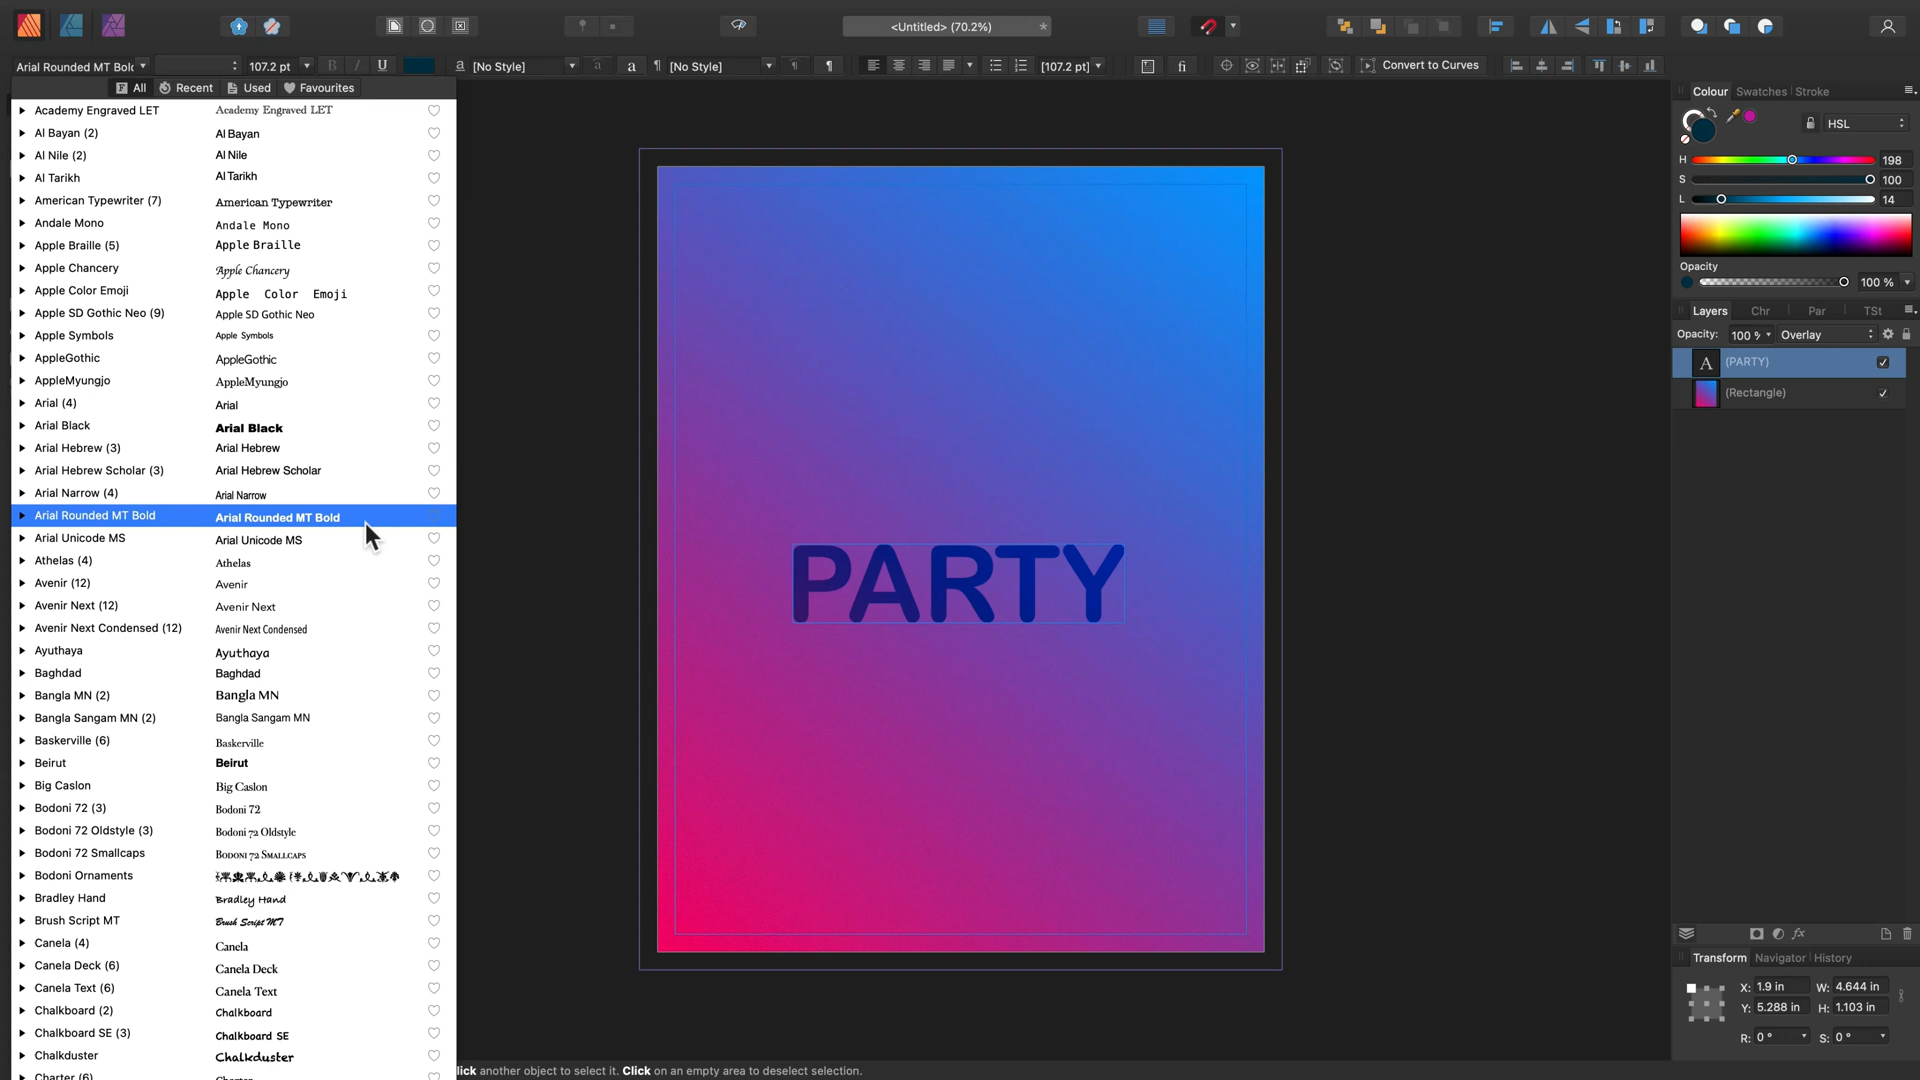 <Untitled> (70.2%)
*
Arial Rounded MT Bold
107.2 pt
B
I
U
a
[No Style]
a
a
¶
[No Style]
¶
¶
[107.2 pt]
fi
Convert to Curves
All
Recent
Used
Favourites
Academy Engraved LET Academy Engraved LET
Al Bayan (2) Al Bayan
Al Nile (2) Al Nile
Al Tarikh Al Tarikh
American Typewriter (7) American Typewriter
Andale Mono Andale Mono
Apple Braille (5) Apple Braille
Apple Chancery Apple Chancery
Apple Color Emoji Apple Color Emoji
Apple SD Gothic Neo (9) Apple SD Gothic Neo
Apple Symbols Apple Symbols
AppleGothic AppleGothic
AppleMyungjo AppleMyungjo
Arial (4) Arial
Arial Black Arial Black
Arial Hebrew (3) Arial Hebrew
Arial Hebrew Scholar (3) Arial Hebrew Scholar
Arial Narrow (4) Arial Narrow
Arial Rounded MT Bold Arial Rounded MT Bold
Arial Unicode MS Arial Unicode MS
Athelas (4) Athelas
Avenir (12) Avenir
Avenir Next (12) Avenir Next
Avenir Next Condensed (12) Avenir Next Condensed
Ayuthaya Ayuthaya
Baghdad Baghdad
Bangla MN (2) Bangla MN
Bangla Sangam MN (2) Bangla Sangam MN
Baskerville (6) Baskerville
Beirut Beirut
Big Caslon Big Caslon
Bodoni 72 (3) Bodoni 72
Bodoni 72 Oldstyle (3) Bodoni 72 Oldstyle
Bodoni 72 Smallcaps Bodoni 72 Smallcaps
Bodoni Ornaments
Bradley Hand Bradley Hand
Brush Script MT Brush Script MT
Canela (4) Canela
Canela Deck (6) Canela Deck
Canela Text (6) Canela Text
Chalkboard (2) Chalkboard
Chalkboard SE (3) Chalkboard SE
Chalkduster Chalkduster
Charter (6) Charter
PARTY
lick another object to select it. Click on an empty area to deselect selection.
Colour Swatches Stroke
HSL
H 198
S 100
L 14
Opacity
100 %
Layers Chr Par TSt
Opacity: 100 % Overlay
A (PARTY)
(Rectangle)
fx
Transform Navigator History
X: 1.9 in W: 4.644 in
Y: 5.288 in H: 1.103 in
R: 0 ° S: 0 °